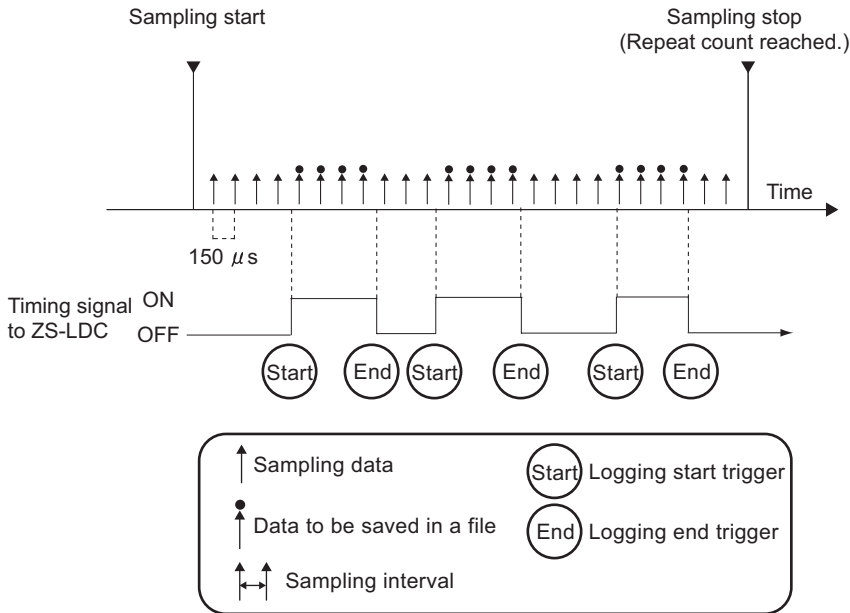 Sampling start
Sampling stop
(Repeat count reached.)
Time
150 μs
Timing signal
to ZS-LDC
ON
OFF
Start
End
Start
End
Start
End
Sampling data
Start
Logging start trigger
Data to be saved in a file
End
Logging end trigger
Sampling interval